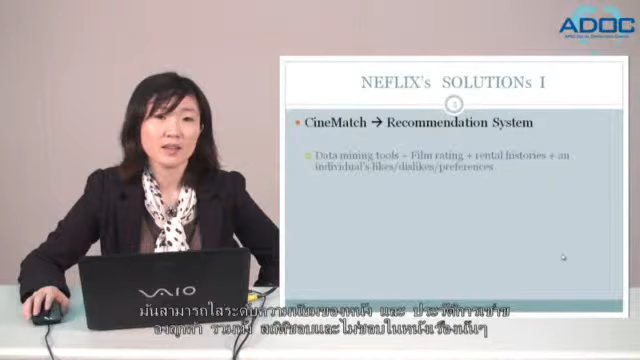 ADOC
NEFLIX's SOLUTIONs I
3
• CineMatch → Recommendation System
Data mining tools – Film rating + rental histories + an
individual's likes/dislikes/preferences
VAIO
มันสามารถใส่ระดับความนิยมของหนัง และ ประวัติการเช่า
ของลูกค้า รวมทั้ง สถิติชอบและไม่ชอบในหนังเรื่องนั้นๆ